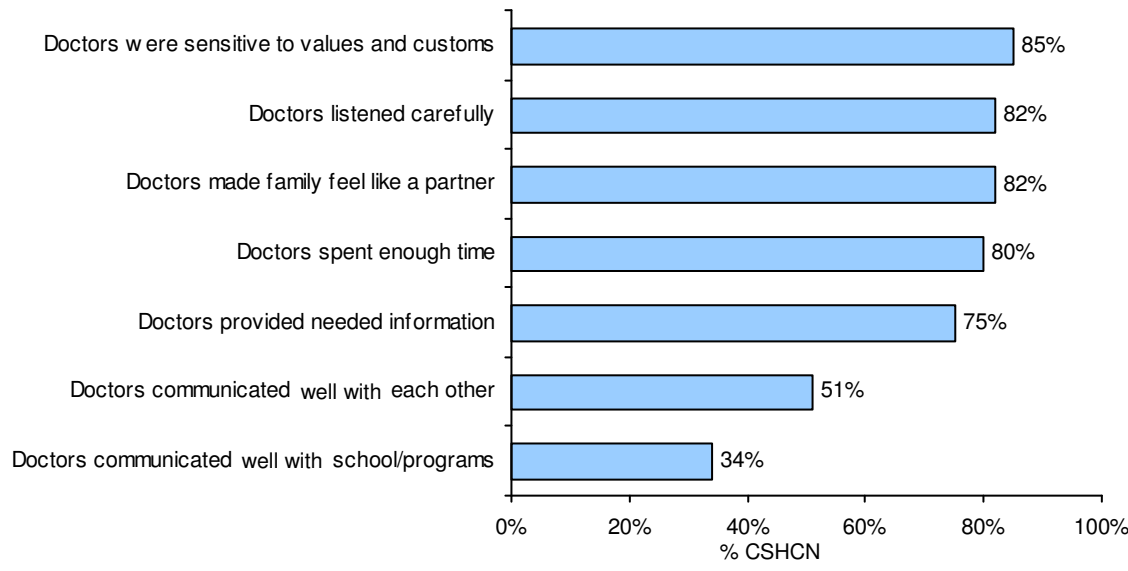 Doctors were sensitive to values and customs 85%
Doctors listened carefully 82%
Doctors made family feel like a partner 82%
Doctors spent enough time 80%
Doctors provided needed information 75%
Doctors communicated well with each other 51%
Doctors communicated well with school/programs 34%
0% 20% 40% 60% 80% 100%
% CSHCN